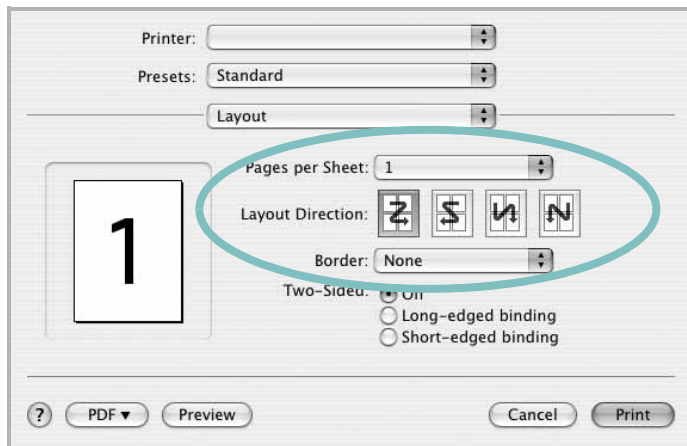 Printer:
Presets: Standard
Layout
Pages per Sheet: 1
1
Layout Direction:
Border: None
Two-Sided: Off
Long-edged binding
Short-edged binding
? PDF▼ Preview Cancel Print